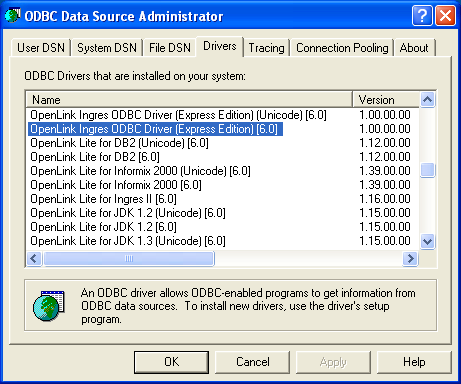 ODBC Data Source Administrator
User DSN System DSN File DSN Drivers Tracing Connection Pooling About
ODBC Drivers that are installed on your system:
Name Version
OpenLink Ingres ODBC Driver (Express Edition) (Unicode) [6.0] 1.00.00.00
OpenLink Ingres ODBC Driver (Express Edition) [6.0] 1.00.00.00
OpenLink Lite for DB2 (Unicode) [6.0] 1.12.00.00
OpenLink Lite for DB2 [6.0] 1.12.00.00
OpenLink Lite for Informix 2000 (Unicode) [6.0] 1.39.00.00
OpenLink Lite for Informix 2000 [6.0] 1.39.00.00
OpenLink Lite for Ingres II [6.0] 1.16.00.00
OpenLink Lite for JDK 1.2 (Unicode) [6.0] 1.15.00.00
OpenLink Lite for JDK 1.2 [6.0] 1.15.00.00
OpenLink Lite for JDK 1.3 (Unicode) [6.0] 1.15.00.00
An ODBC driver allows ODBC-enabled programs to get information from
ODBC data sources. To install new drivers, use the driver's setup
program.
OK Cancel Apply Help